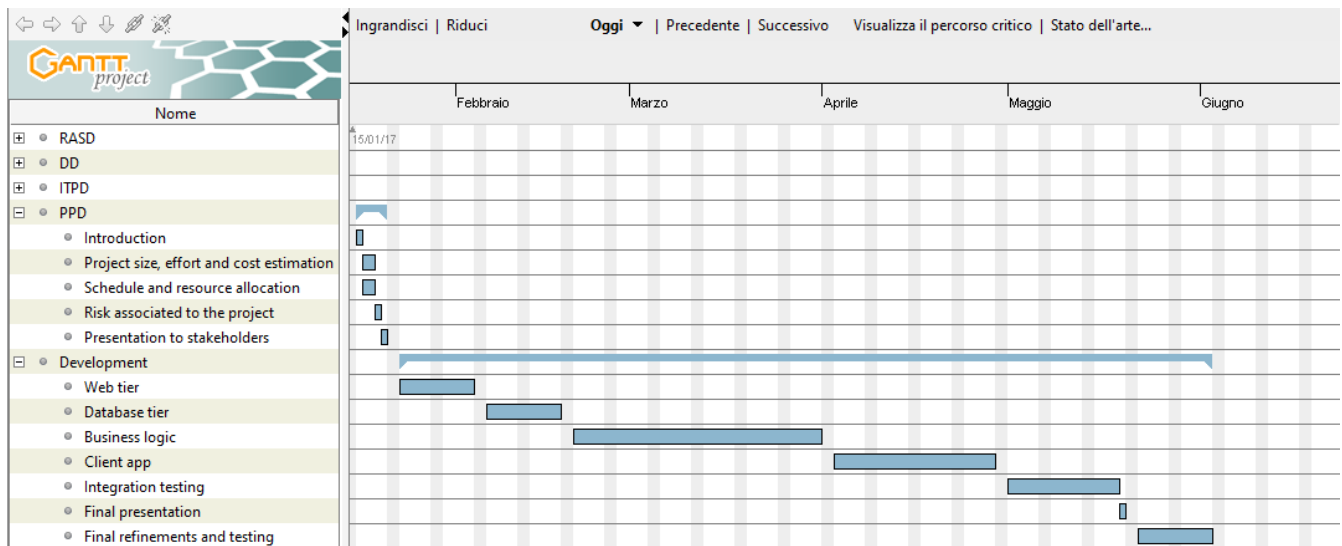 Ingrandisci | Riduci
Oggi | Precedente | Successivo
Visualizza il percorso critico | Stato dell'arte...
GANTT
project
Nome
Febbraio
Marzo
Aprile
Maggio
Giugno
15/01/17
RASD
DD
ITPD
PPD
Introduction
Project size, effort and cost estimation
Schedule and resource allocation
Risk associated to the project
Presentation to stakeholders
Development
Web tier
Database tier
Business logic
Client app
Integration testing
Final presentation
Final refinements and testing